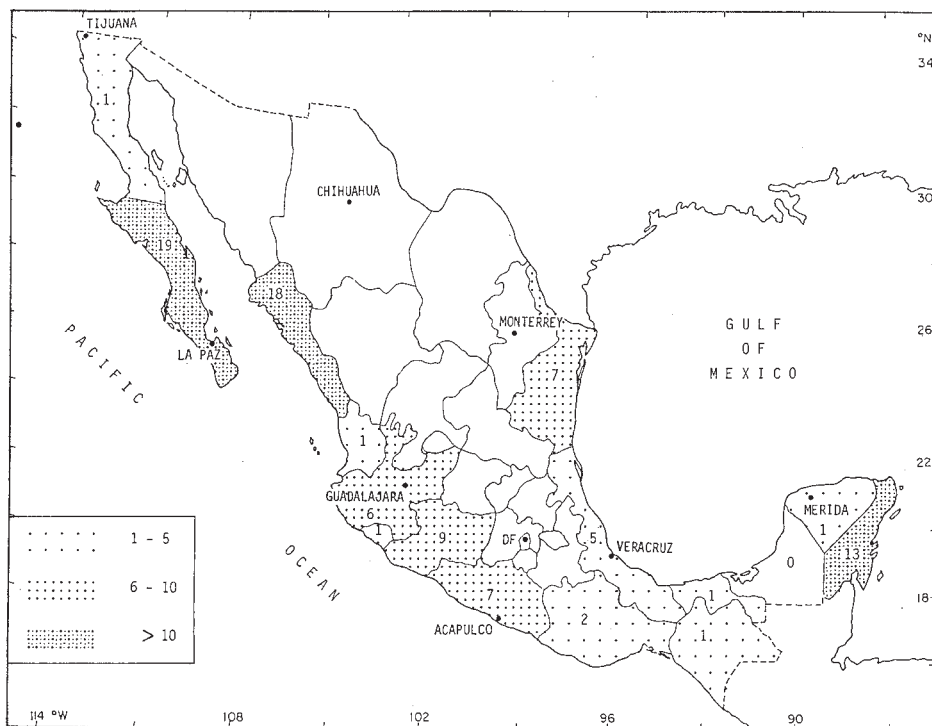 TIJUANA
°N
34
1
CHIHUAHUA
30
19
1
18
MONTERREY
GULF
OF
MEXICO
26
LA PAZ
PACIFIC
7
1
22
GUADALAJARA
MERIDA
6
1
1 - 5
1
9
DF
5
VERACRUZ
0
13
6 - 10
OCEAN
7
1
18
> 10
ACAPULCO
2
1
114 °W
108
102
96
90